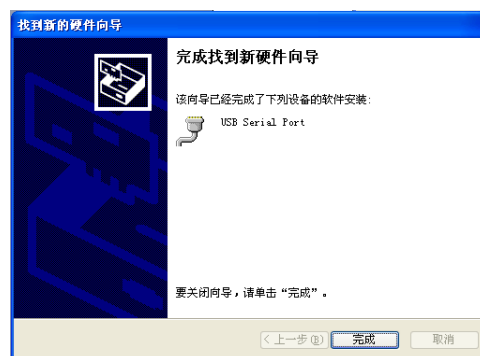 找到新的硬件向导
完成找到新硬件向导
该向导已经完成了下列设备的软件安装:
USB Serial Port
要关闭向导，请单击“完成”。
< 上一步(B)
完成
取消